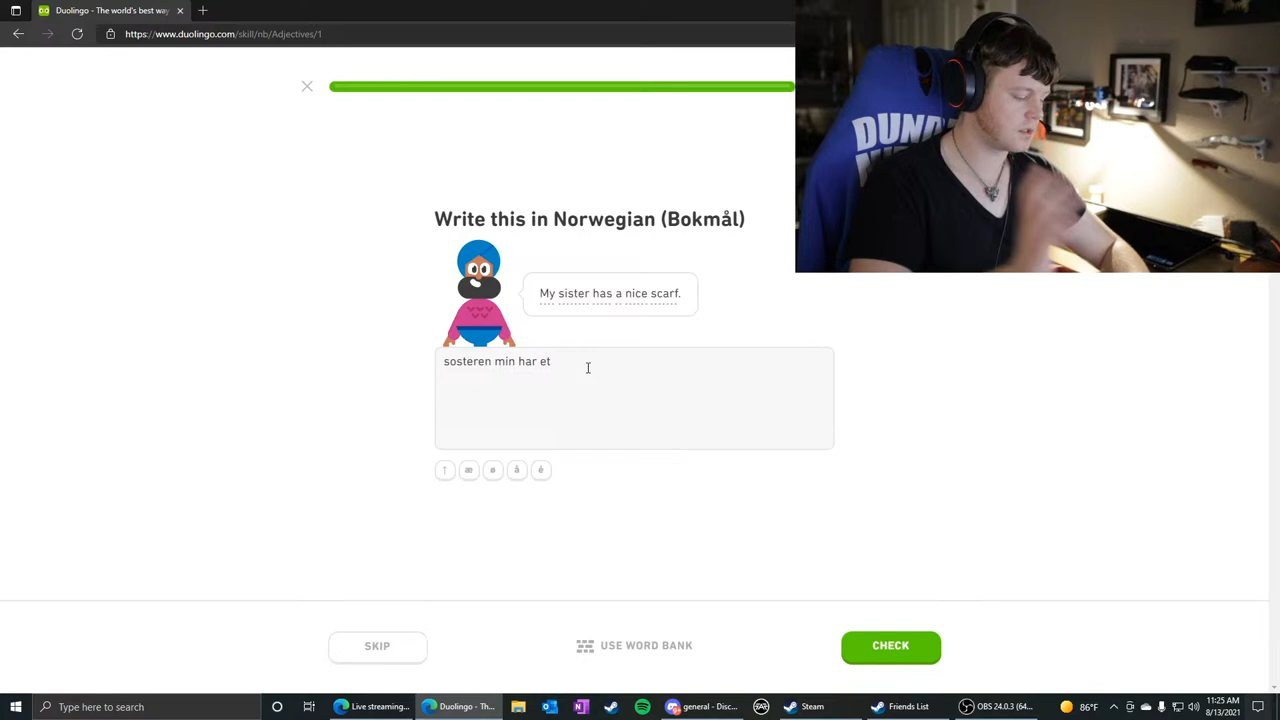 Duolingo - The world's best way
https://www.duolingo.com/skill/nb/Adjectives/1
Write this in Norwegian (Bokmål)
My sister has a nice scarf.
sosteren min har et
↑ æ ø å é
SKIP
USE WORD BANK
CHECK
Type here to search
Live streaming...
Duolingo - Th...
general - Disc...
Steam
Friends List
OBS 24.0.3 (64-bit...
86°F
11:25 AM
8/13/2021